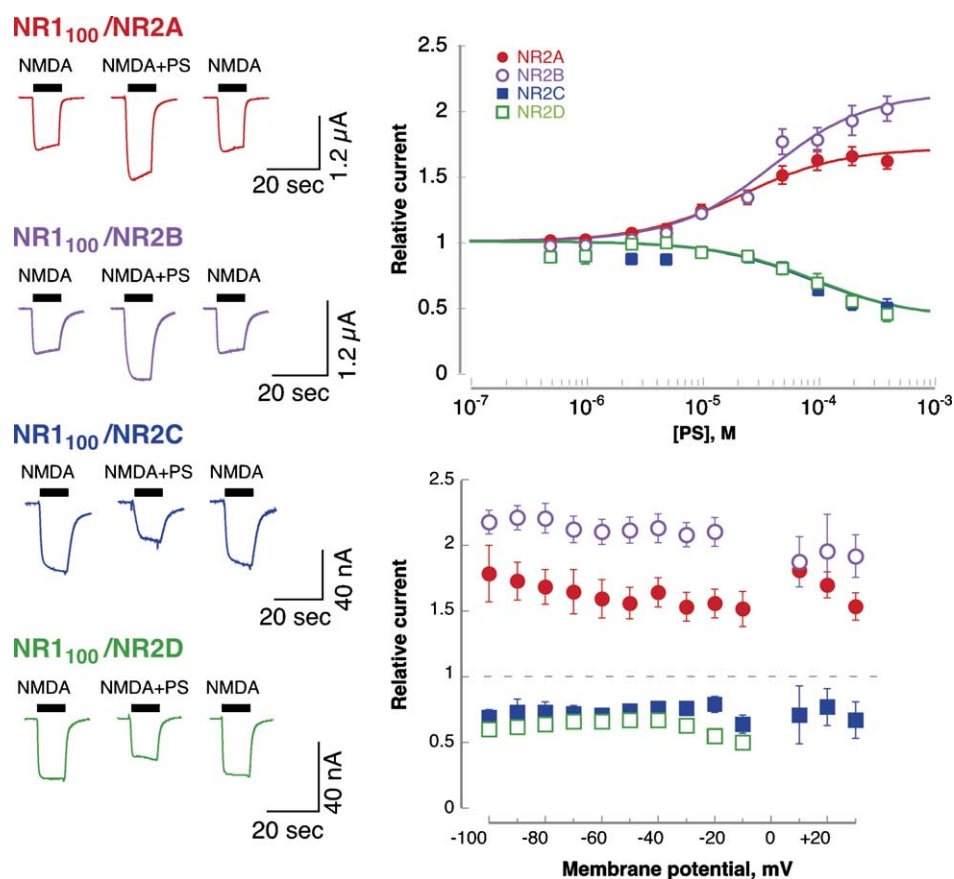 NR1100/NR2A
NMDA NMDA+PS NMDA
20 sec
1.2 µA
NR1100/NR2B
NMDA NMDA+PS NMDA
20 sec
1.2 µA
NR1100/NR2C
NMDA NMDA+PS NMDA
20 sec
40 nA
NR1100/NR2D
NMDA NMDA+PS NMDA
20 sec
40 nA
2.5
2
1.5
1
0.5
0
Relative current
NR2A
NR2B
NR2C
NR2D
10-7 10-6 10-5 10-4 10-3
[PS], M
2.5
2
1.5
1
0.5
0
Relative current
-100 -80 -60 -40 -20 0 +20
Membrane potential, mV